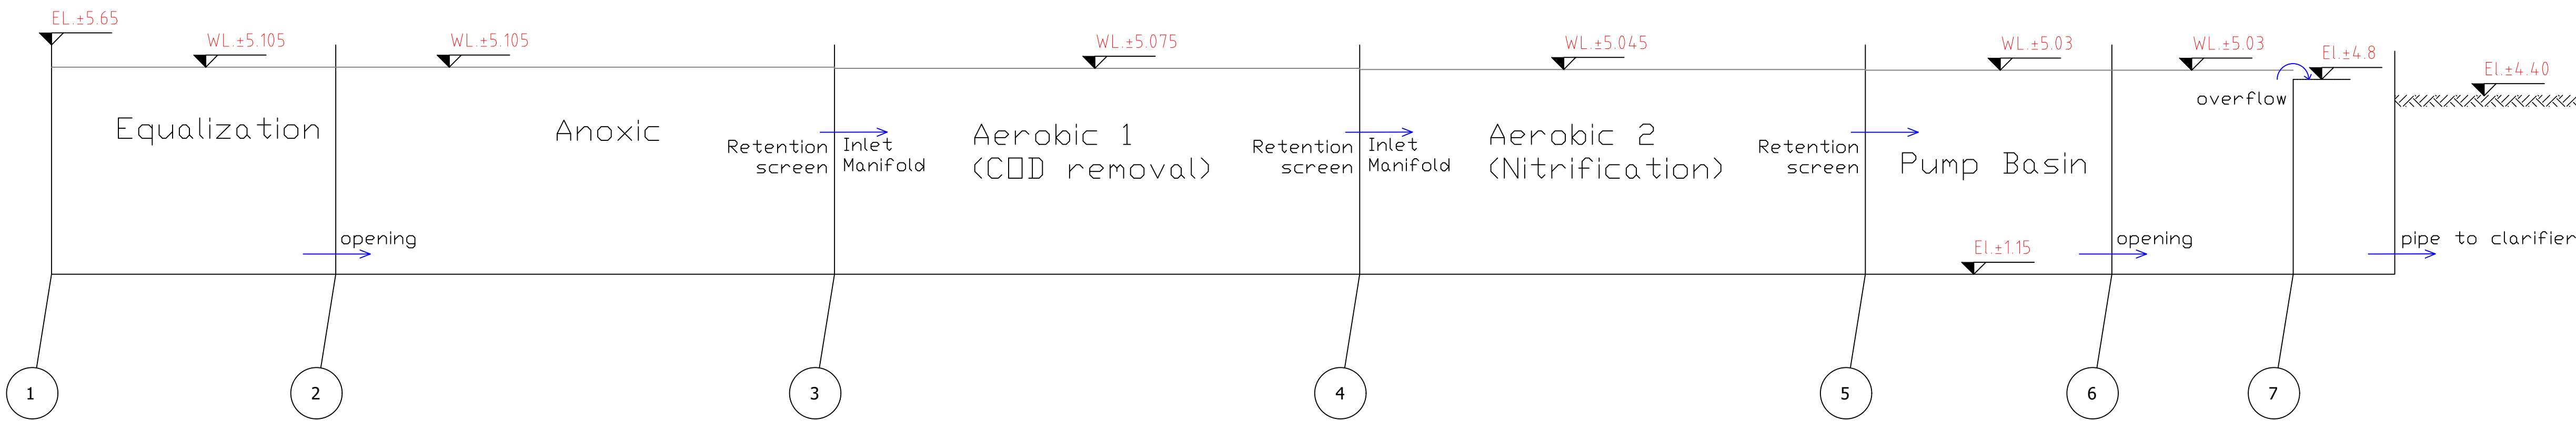 EL.±5.65
WL.±5.105
WL.±5.105
WL.±5.075
WL.±5.045
WL.±5.03
WL.±5.03
El.±4.8
El.±4.40
overflow
Equalization
Anoxic
Retention
screen
Inlet
Manifold
Aerobic 1
(COD removal)
Retention
screen
Inlet
Manifold
Aerobic 2
(Nitrification)
Retention
screen
Pump Basin
opening
El.±1.15
opening
pipe to clarifier
1
2
3
4
5
6
7